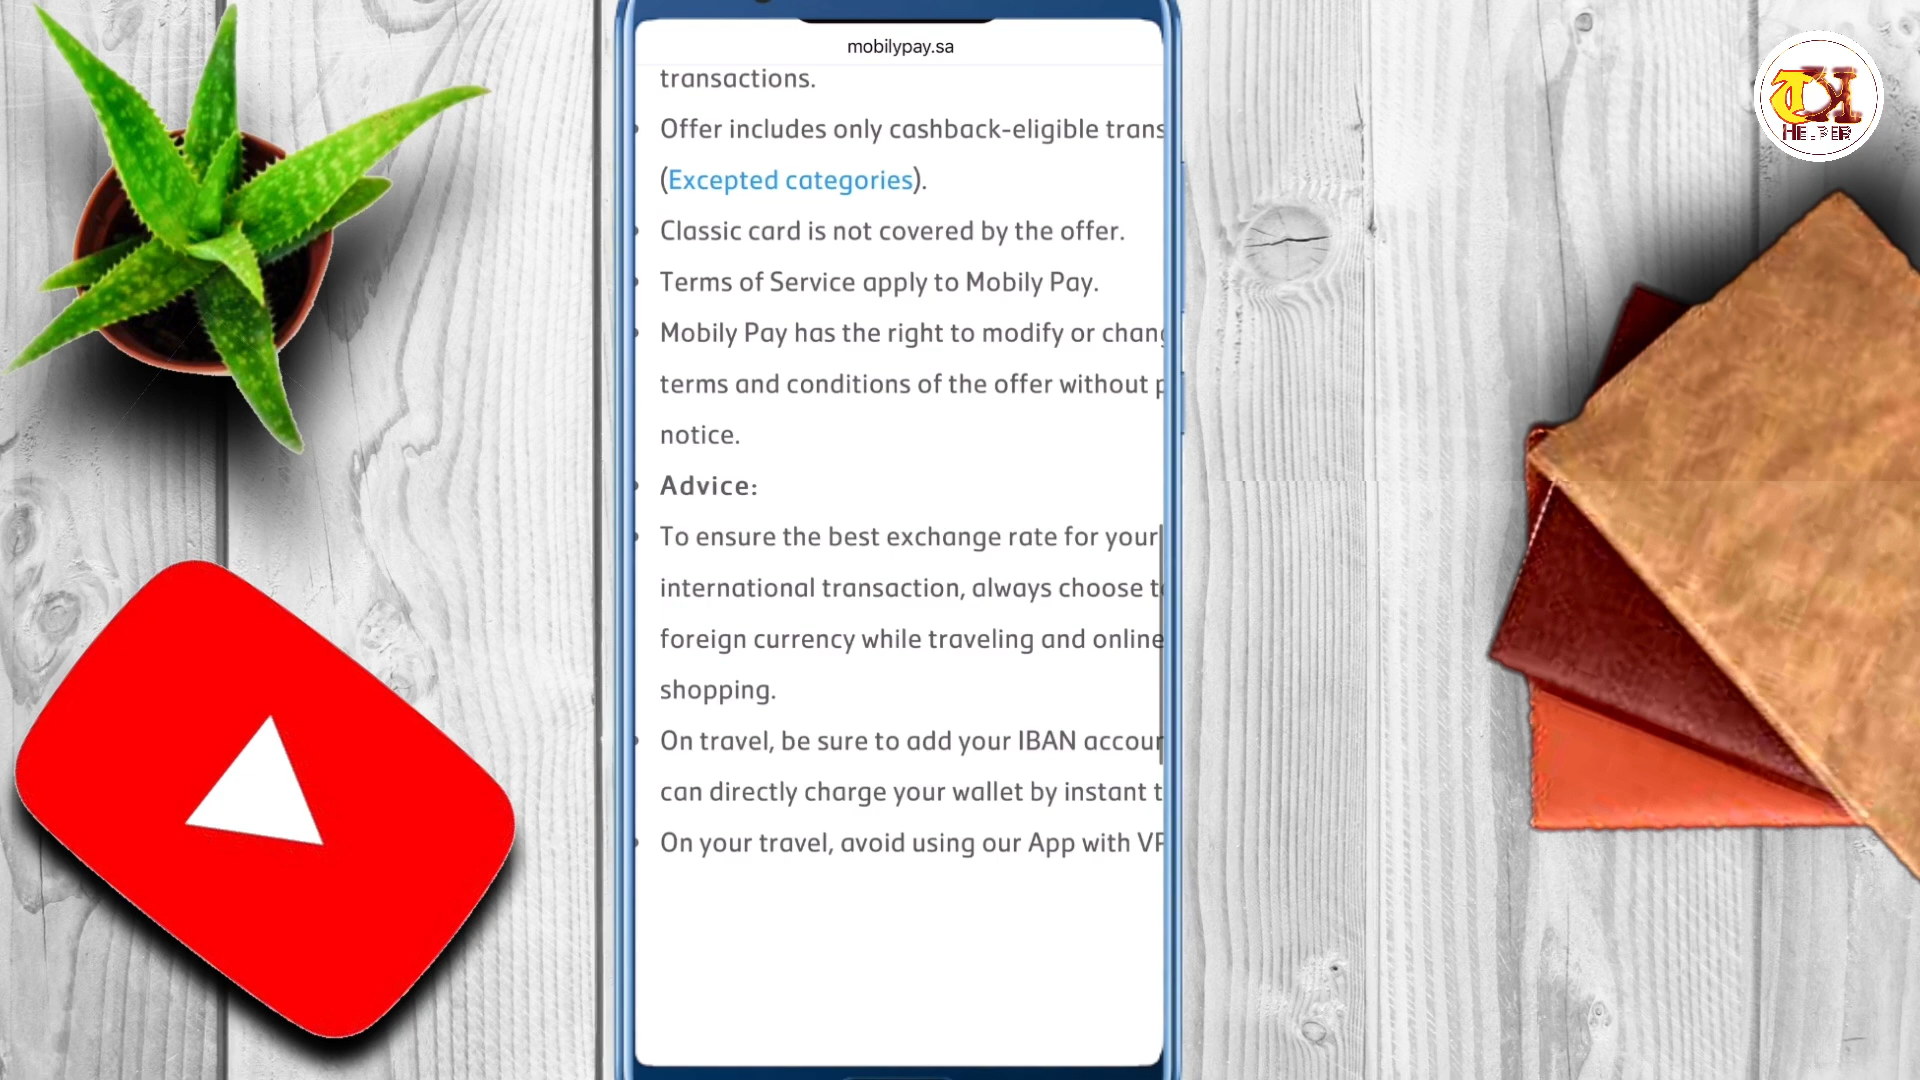 mobilypay.sa
TH
HELPER
transactions.
Offer includes only cashback-eligible
(Excepted categories).
Classic card is not covered by the offer.
Terms of Service apply to Mobily Pay.
Mobily Pay has the right to modify or
terms and conditions of the offer without
notice.
Advice:
To ensure the best exchange rate for your
international transaction, always choose
foreign currency while traveling and online
shopping.
On travel, be sure to add your IBAN
can directly charge your wallet by instant
On your travel, avoid using our App with